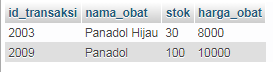 id_transaksi nama_obat stok harga_obat
2003 Panadol Hijau 30 8000
2009 Panadol 100 10000